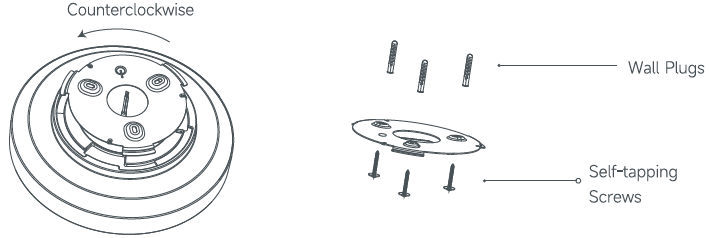 Counterclockwise
Wall Plugs
Self-tapping
Screws